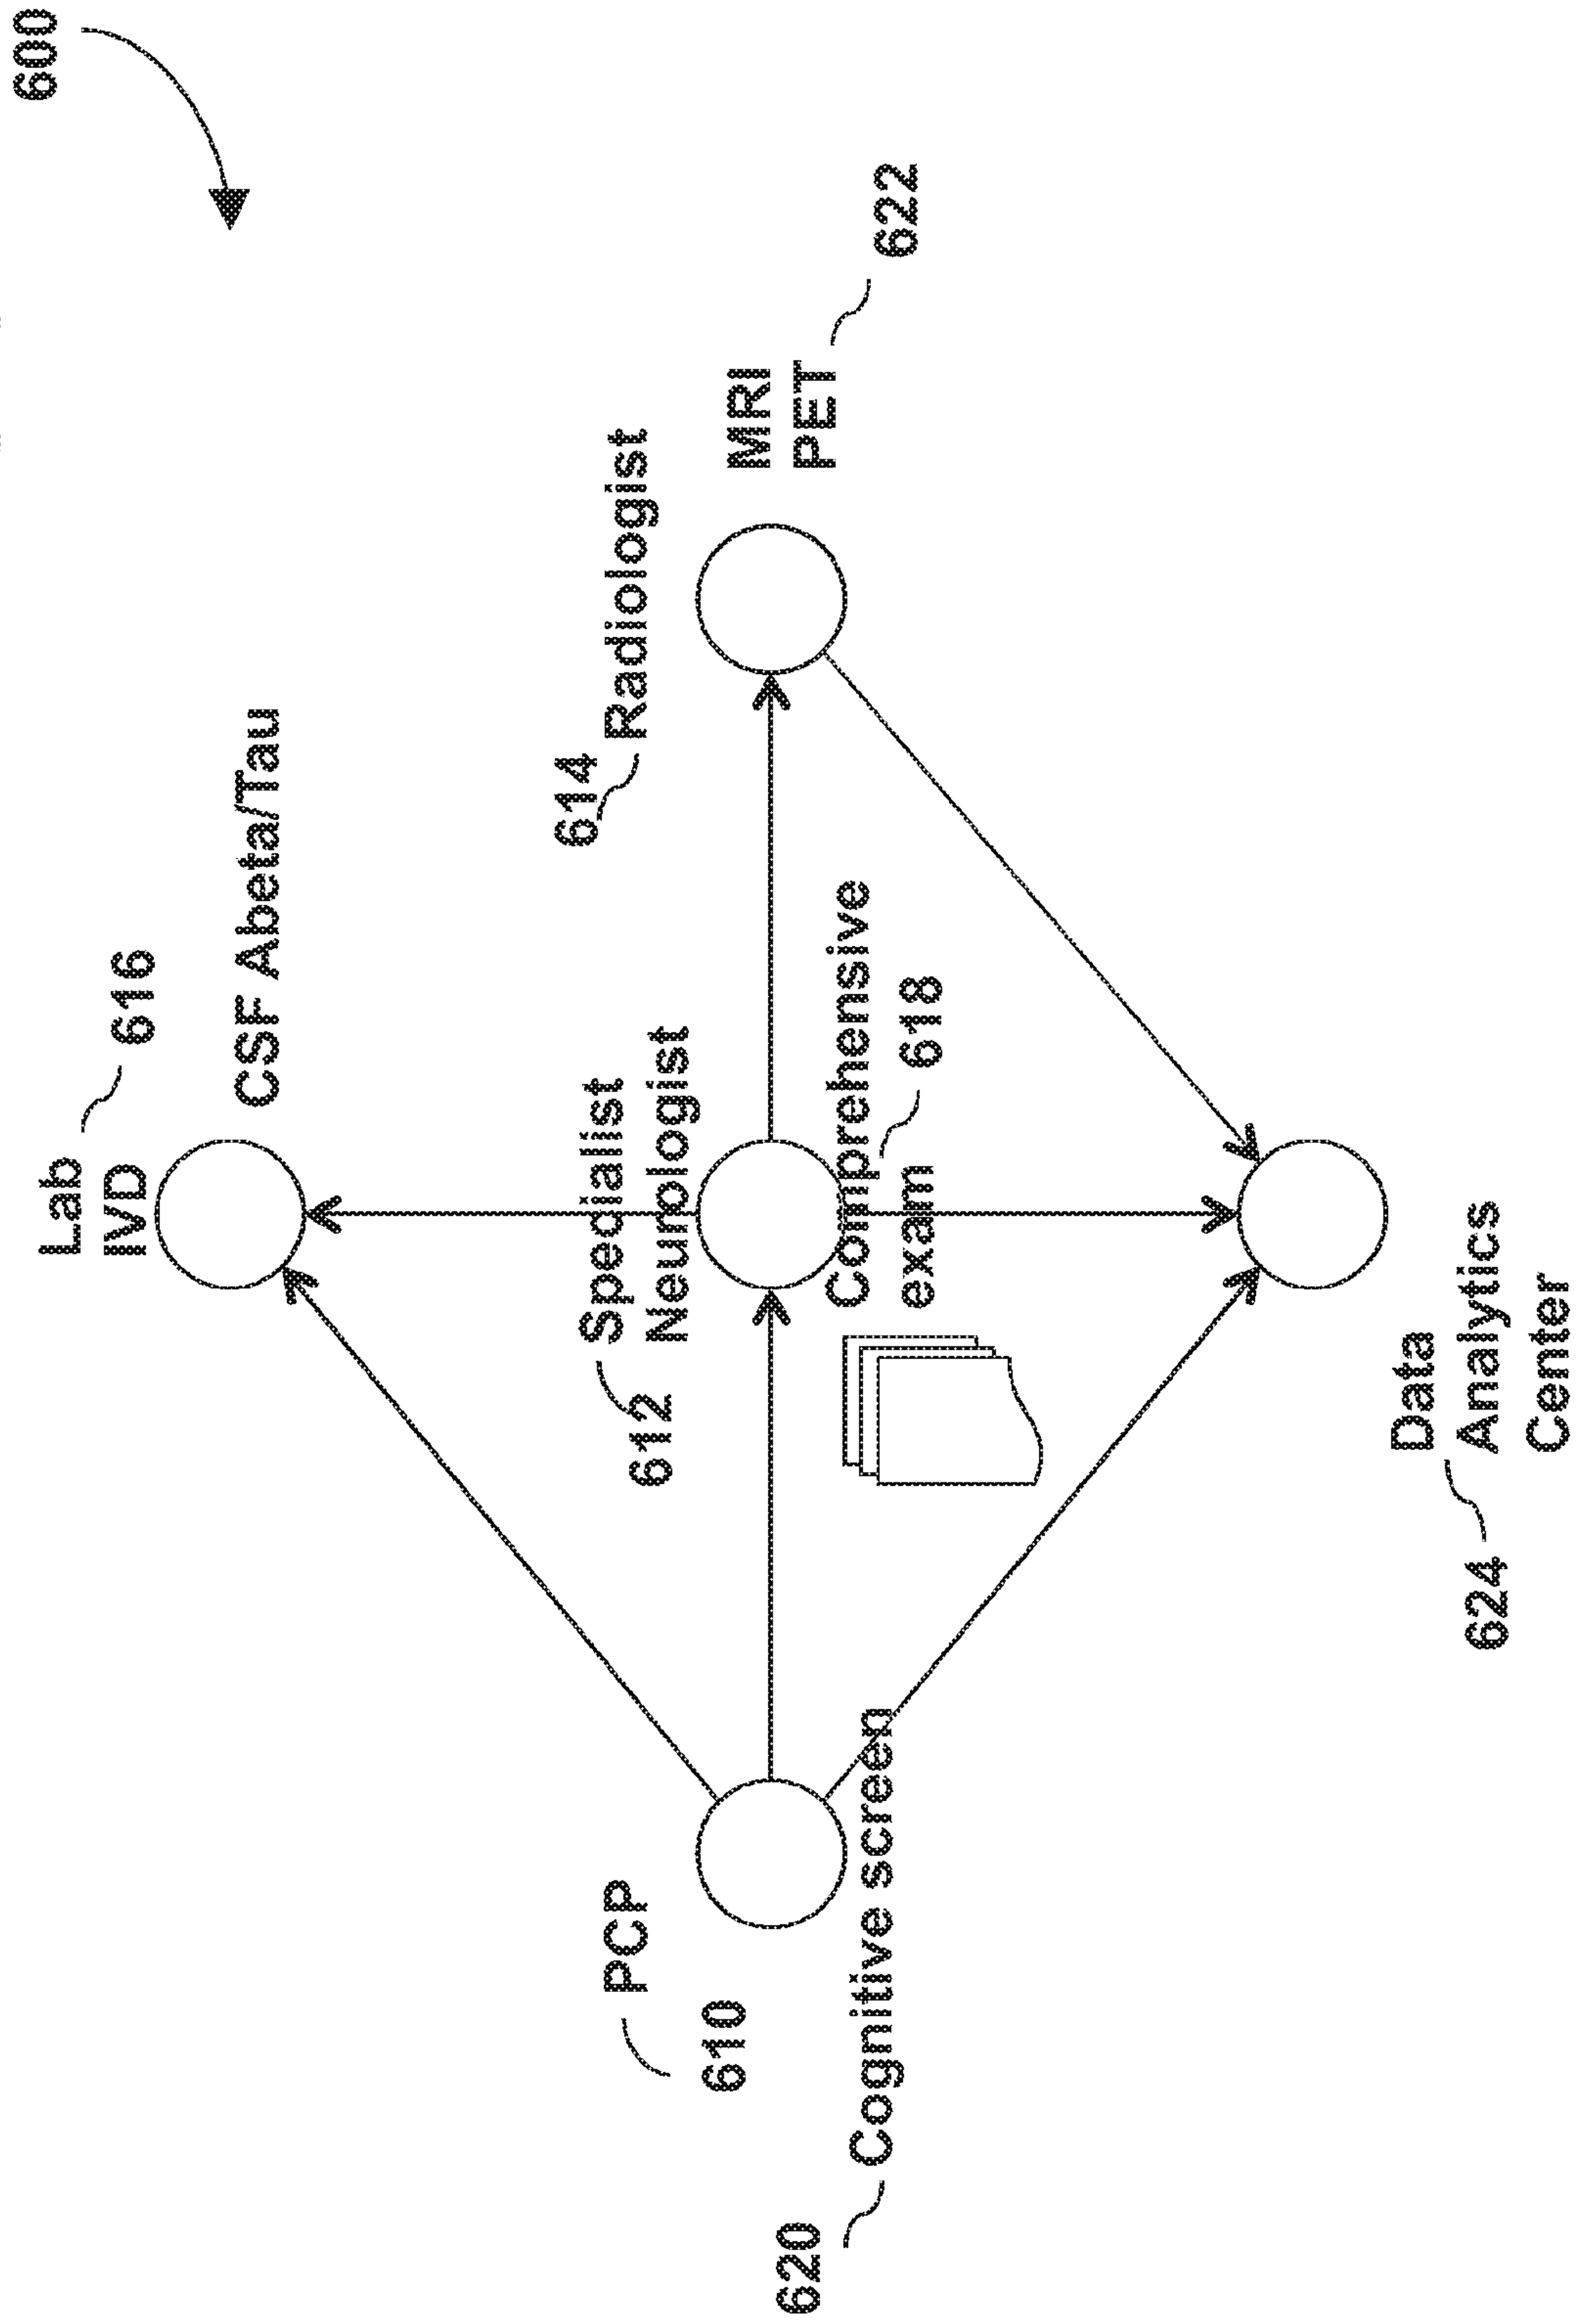 600
Lab
IVD
616
CSF Abeta/Tau
Specialist
Neurologist
612
614
Radiologist
MRI
PET
622
PCP
610
Comprehensive
exam
618
620
Cognitive screen
Data
Analytics
Center
624